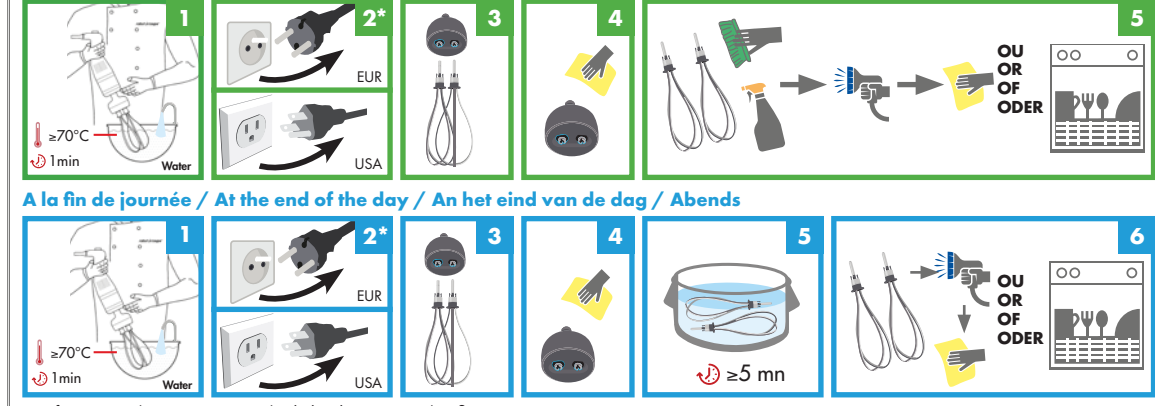 1
≥70°C
1min
Water
2*
EUR
USA
3
4
5
OU
OR
OF
ODER
A la fin de journée / At the end of the day / An het eind van de dag / Abends
1
≥70°C
1min
Water
2*
EUR
USA
3
4
5
≥5 mn
6
OU
OR
OF
ODER